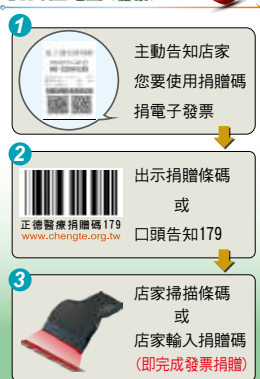 1
主動告知店家
您要使用捐贈碼
捐電子發票
2
正德醫療捐贈碼179
www.chengte.org.tw
出示捐贈條碼
或
口頭告知179
3
店家掃描條碼
或
店家輸入捐贈碼
(即完成發票捐贈)